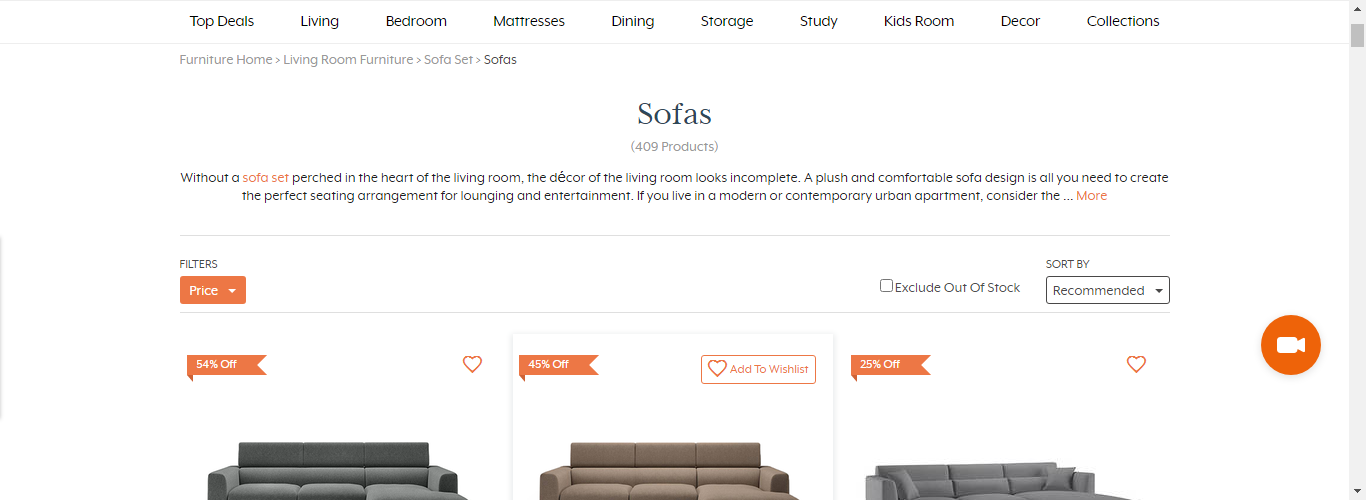 Top Deals Living Bedroom Mattresses Dining Storage Study Kids Room Decor Collections
Furniture Home > Living Room Furniture > Sofa Set > Sofas
Sofas
(409 Products)
Without a sofa set perched in the heart of the living room, the décor of the living room looks incomplete. A plush and comfortable sofa design is all you need to create
the perfect seating arrangement for lounging and entertainment. If you live in a modern or contemporary urban apartment, consider the ... More
FILTERS
Price
Exclude Out Of Stock
SORT BY
Recommended
54% Off
45% Off
Add To Wishlist
25% Off